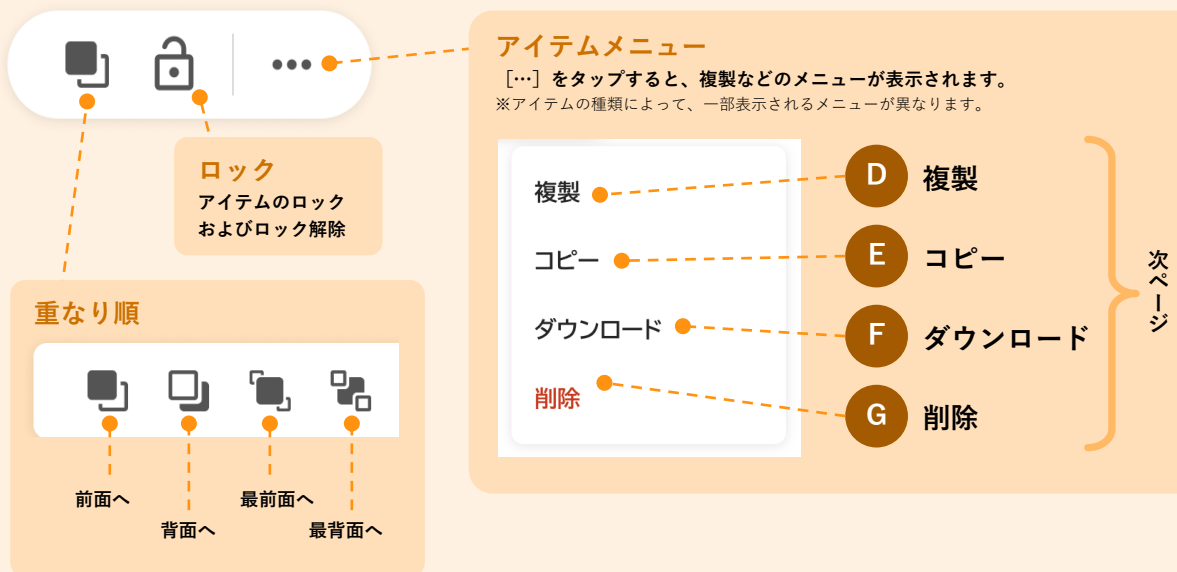 アイテムメニュー
［…］をタップすると、複製などのメニューが表示されます。
※アイテムの種類によって、一部表示されるメニューが異なります。
ロック
アイテムのロック
およびロック解除
複製
コピー
ダウンロード
削除
D 複製
E コピー
F ダウンロード
G 削除
次ページ
重なり順
前面へ
背面へ
最前面へ
最背面へ